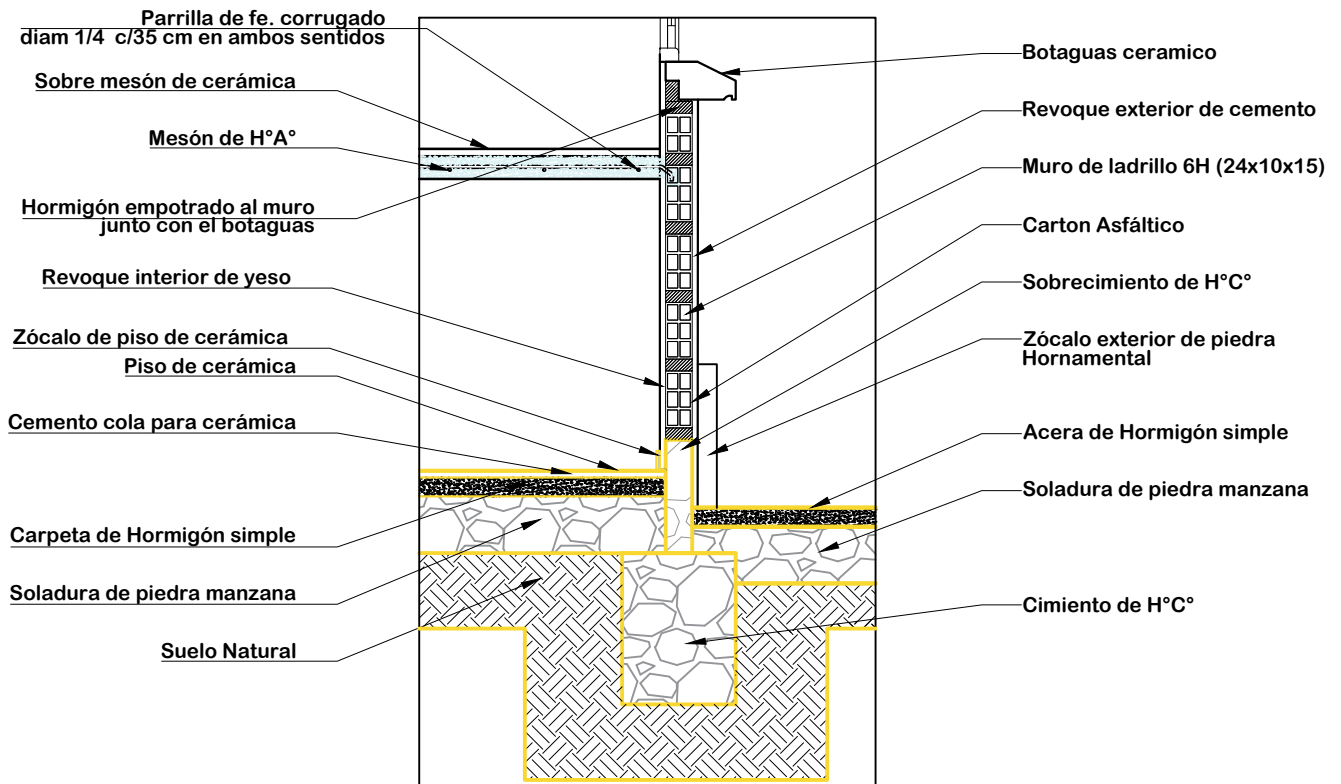 Parrilla de fe. corrugado
diam 1/4 c/35 cm en ambos sentidos
Sobre mesón de cerámica
Mesón de H°A°
Hormigón empotrado al muro
junto con el botaguas
Revoque interior de yeso
Zócalo de piso de cerámica
Piso de cerámica
Cemento cola para cerámica
Carpeta de Hormigón simple
Soladura de piedra manzana
Suelo Natural
Botaguas ceramico
Revoque exterior de cemento
Muro de ladrillo 6H (24x10x15)
Carton Asfáltico
Sobrecimiento de H°C°
Zócalo exterior de piedra
Hornamental
Acera de Hormigón simple
Soladura de piedra manzana
Cimiento de H°C°